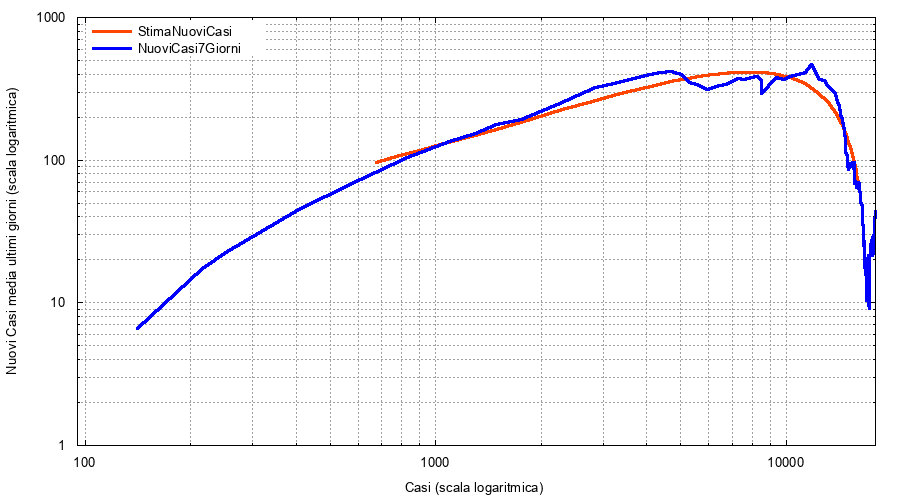 1000
StimaNuoviCasi
NuoviCasi7Giorni
100
10
1
100
1000
10000
Nuovi Casi media ultimi giorni (scala logaritmica)
Casi (scala logaritmica)